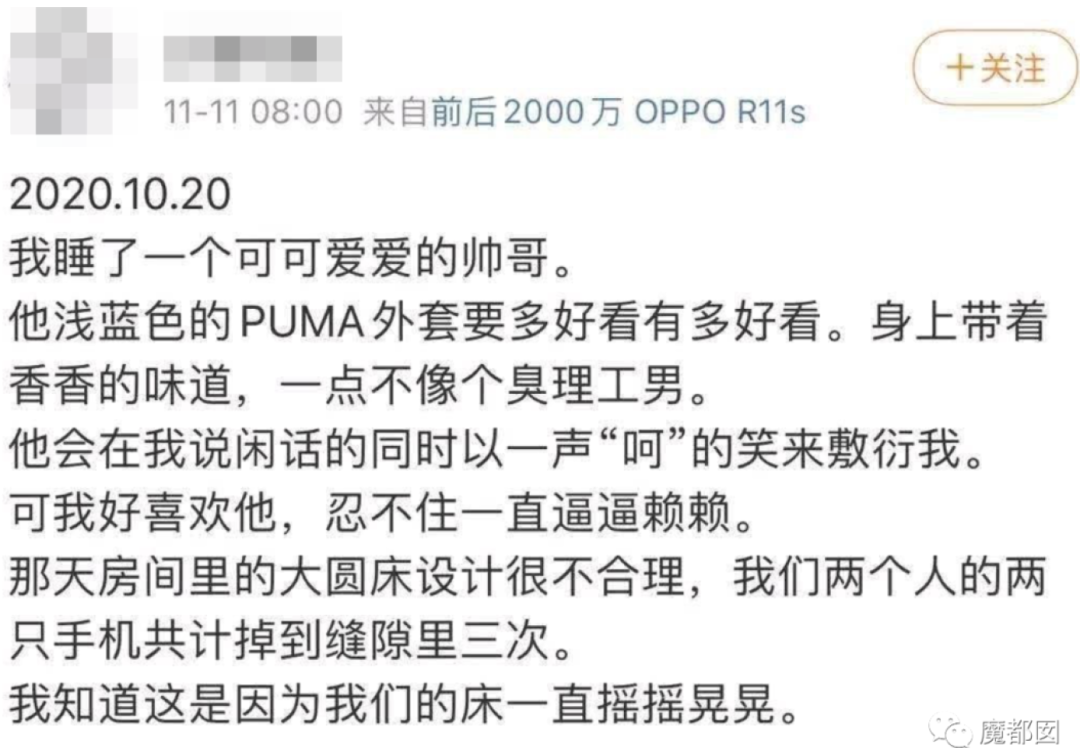 +关注
11-11 08:00 来自前后2000万 OPPO R11s
2020.10.20
我睡了一个可可爱爱的帅哥。
他浅蓝色的PUMA外套要多好看有多好看。身上带着
香香的味道，一点不像个臭理工男。
他会在我说闲话的同时以一声“呵”的笑来敷衍我。
可我好喜欢他，忍不住一直逼逼赖赖。
那天房间里的大圆床设计很不合理，我们两个人的两
只手机共计掉到缝隙里三次。
我知道这是因为我们的床一直摇摇晃晃。
魔都囡